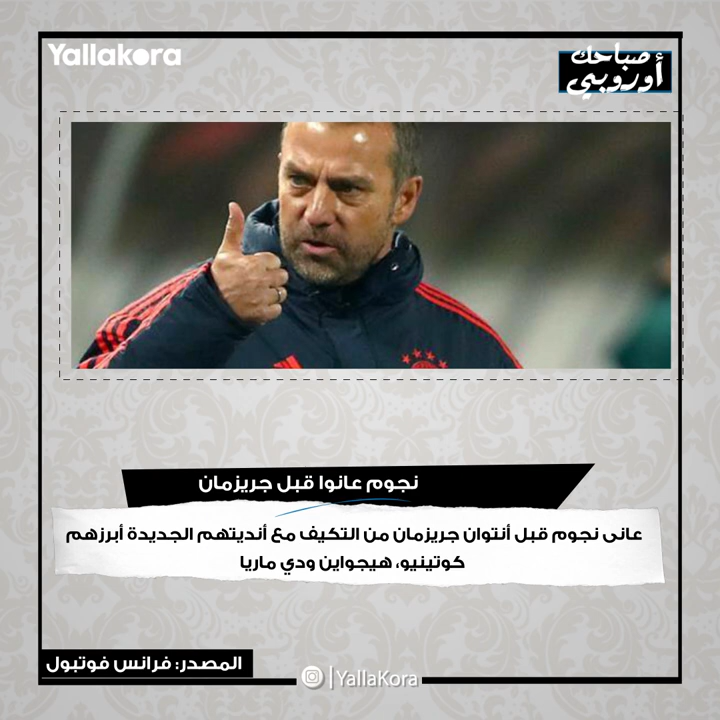 Yallakora
صباحك
أوروبي
نجوم عانوا قبل جريزمان
عانى نجوم قبل أنتوان جريزمان من التكيف مع أنديتهم الجديدة أبرزهم
كوتينيو، هيجواين ودي ماريا
المصدر: فرانس فوتبول
YallaKora